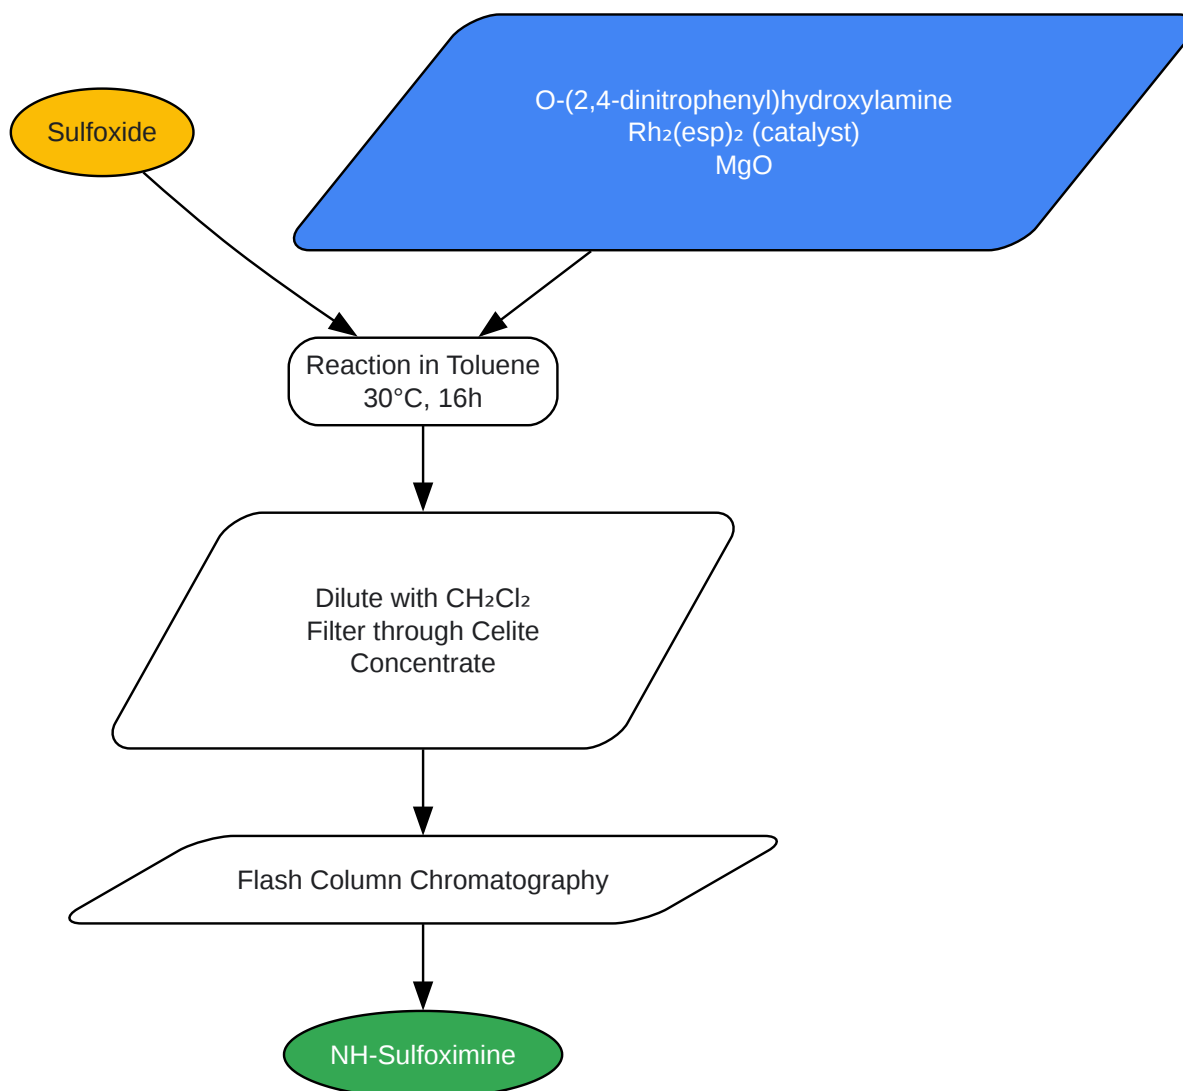 Sulfoxide
O-(2,4-dinitrophenyl)hydroxylamine
Rh₂(esp)₂ (catalyst)
MgO
Reaction in Toluene
30°C, 16h
Dilute with CH₂Cl₂
Filter through Celite
Concentrate
Flash Column Chromatography
NH-Sulfoximine